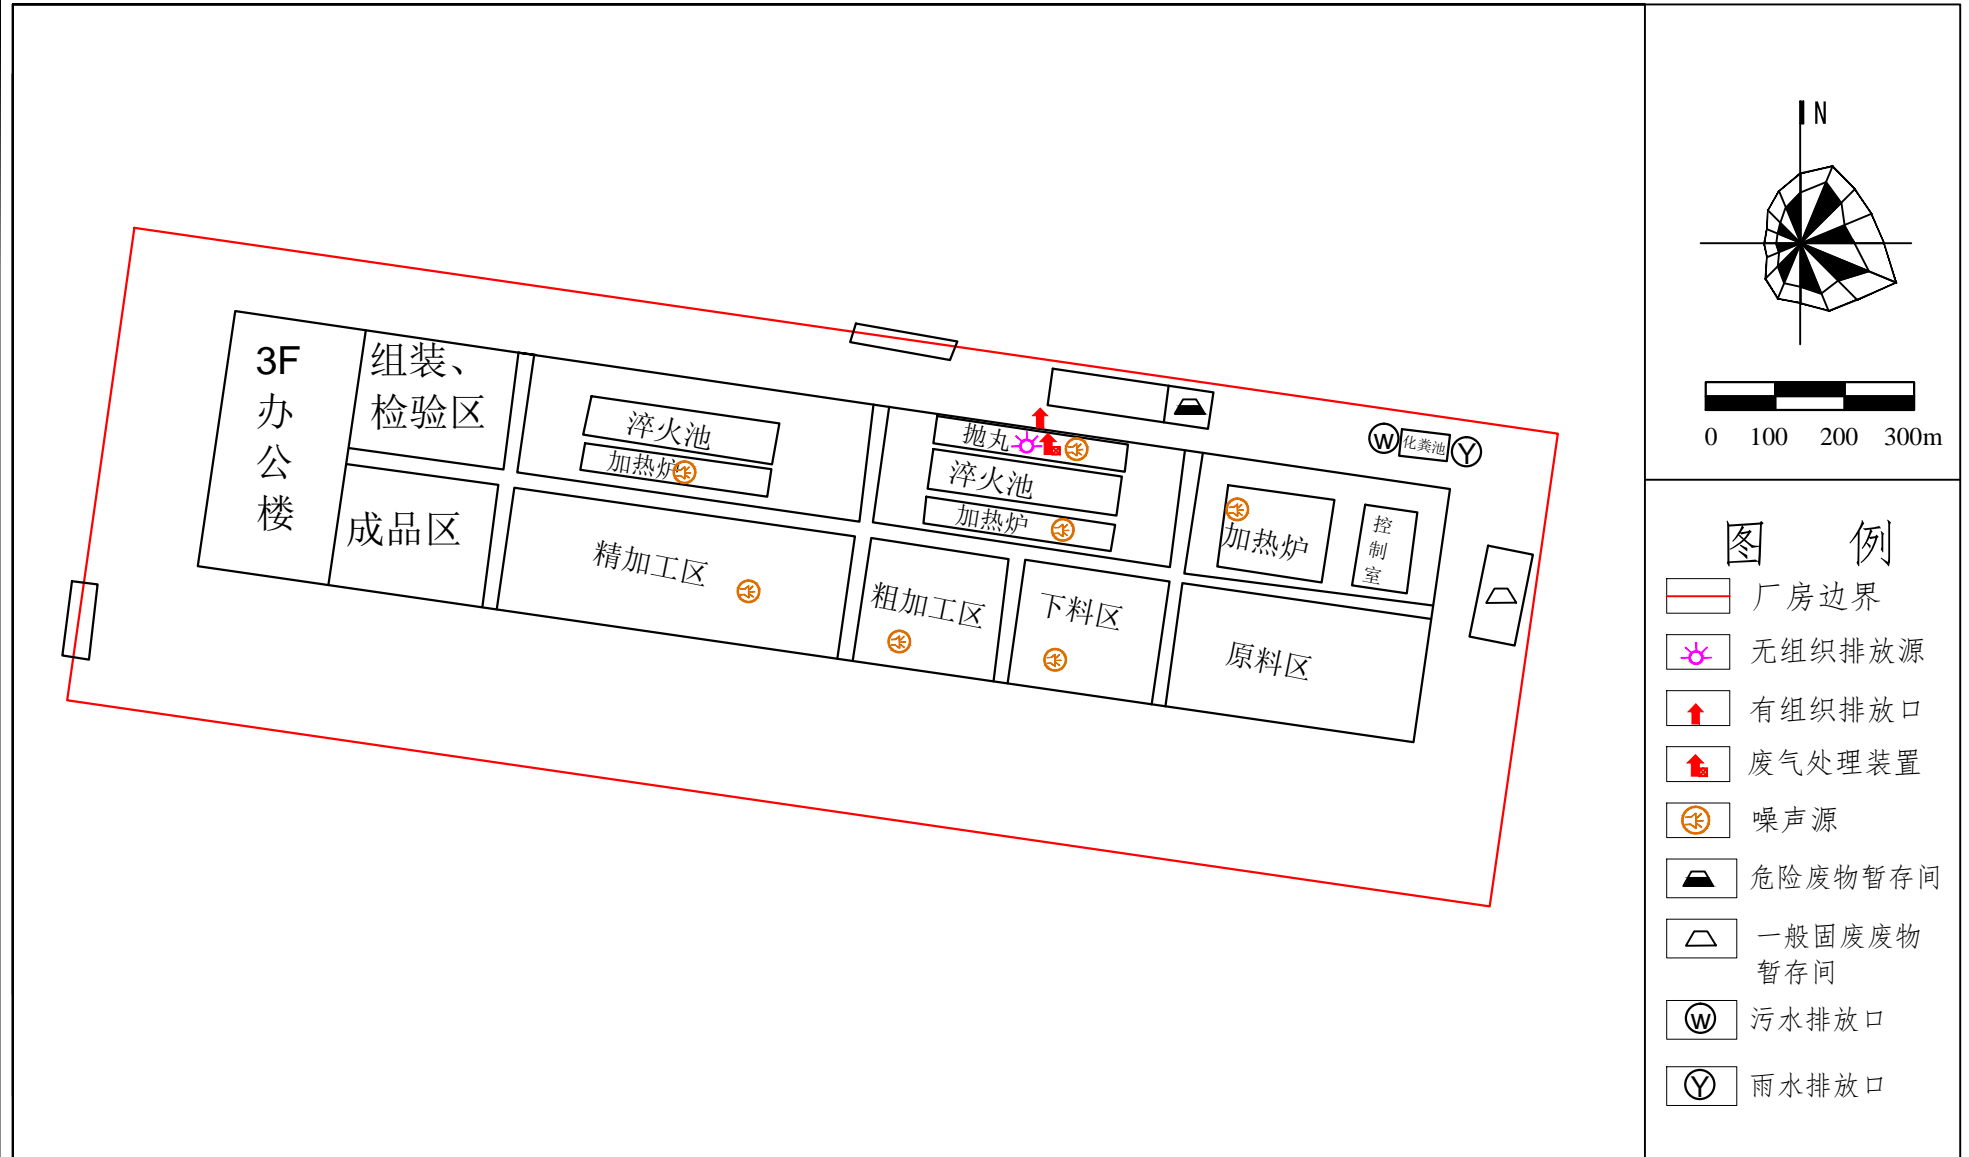 3F
办
公
楼
组装、
检验区
成品区
淬火池
加热炉
精加工区
抛丸
淬火池
加热炉
粗加工区
下料区
加热炉
控
制
室
原料区
W
化粪池
Y
N
0 100 200 300m
图 例
厂房边界
无组织排放源
有组织排放口
废气处理装置
噪声源
危险废物暂存间
一般固废废物
暂存间
W 污水排放口
Y 雨水排放口